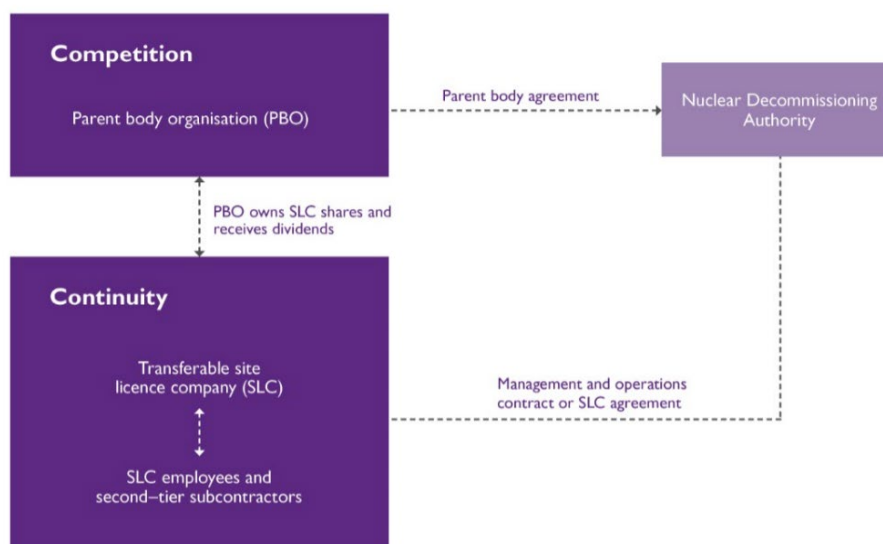 Competition
Parent body organisation (PBO)
Parent body agreement
Nuclear Decommissioning
Authority
PBO owns SLC shares and
receives dividends
Continuity
Transferable site
licence company (SLC)
Management and operations
contract or SLC agreement
SLC employees and
second–tier subcontractors